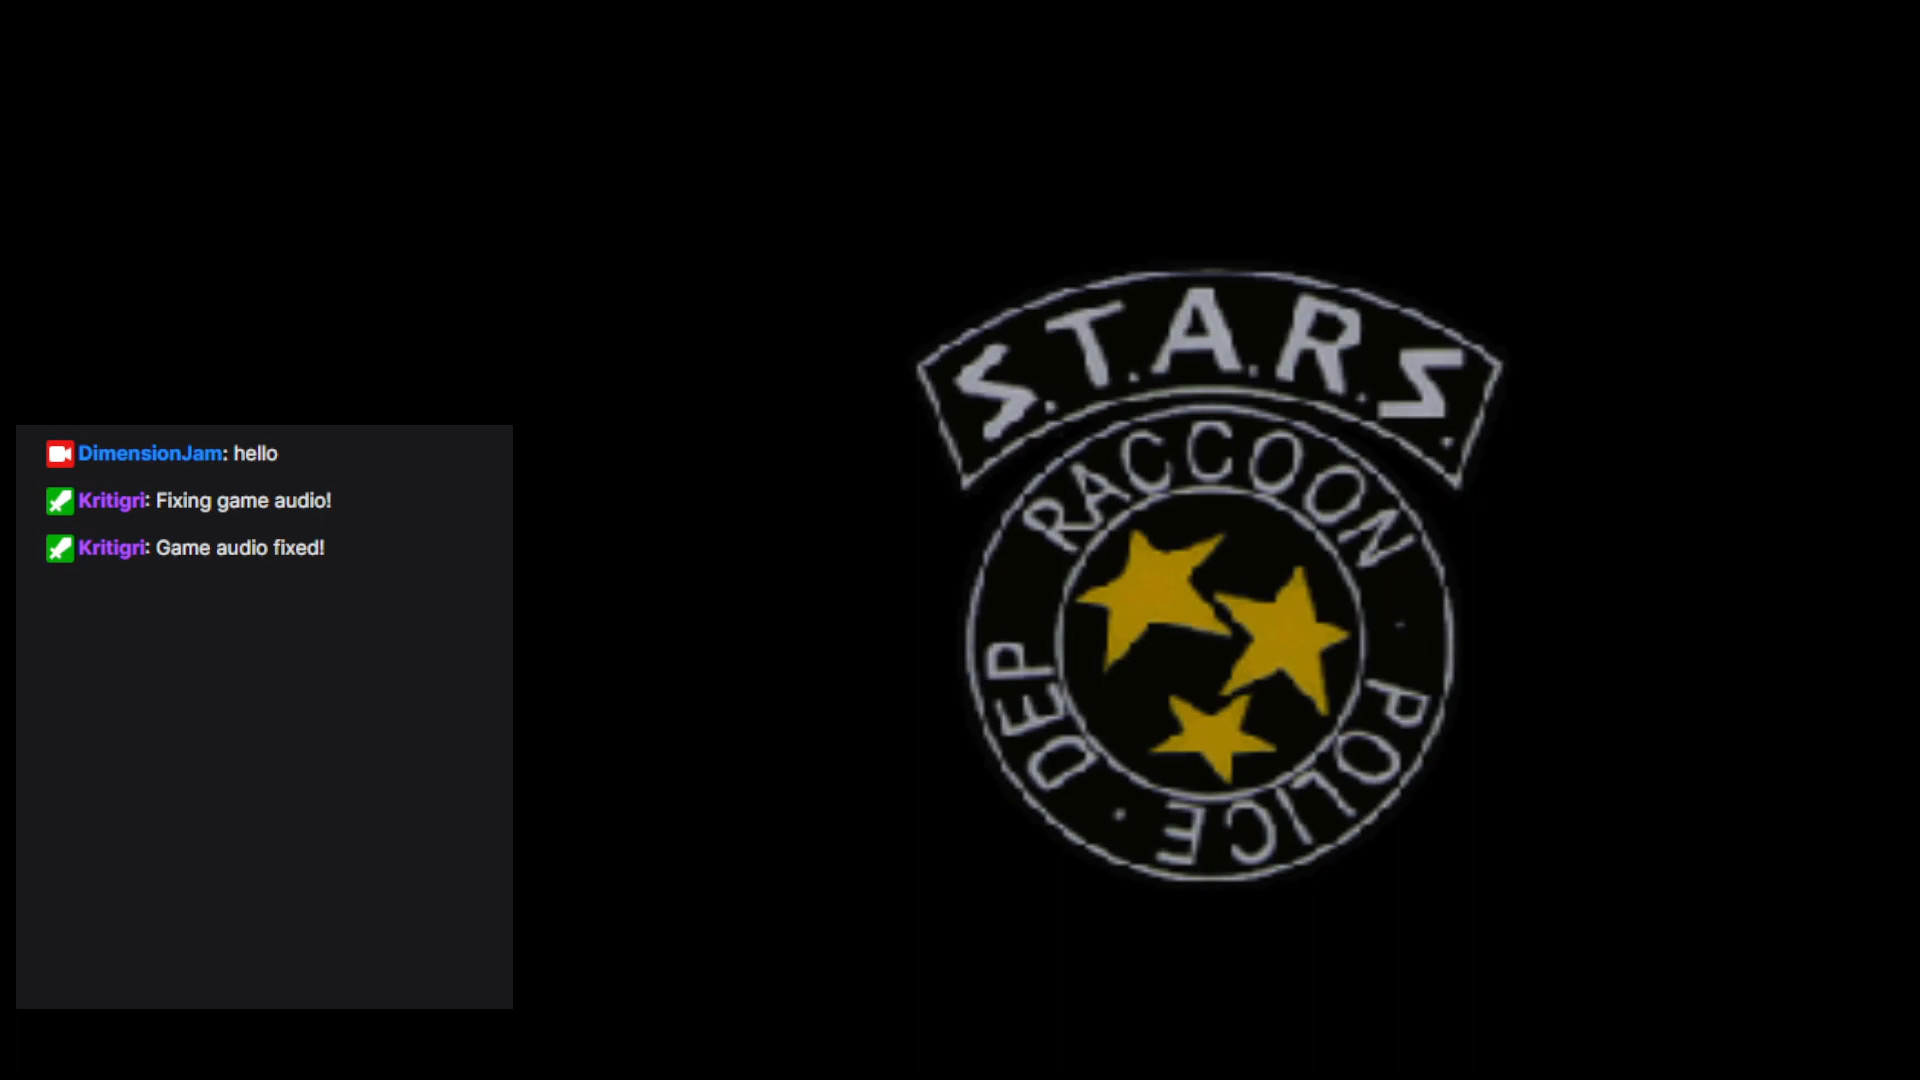 DimensionJam: hello
Kritigri: Fixing game audio!
Kritigri: Game audio fixed!
S.T.A.R.S.
RACCOON · POLICE · DEP